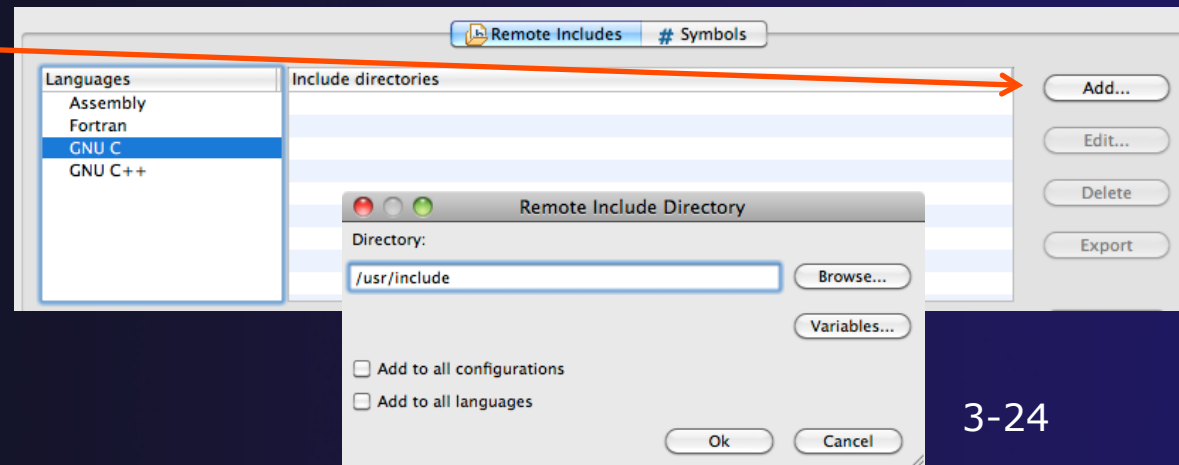 Remote Includes
# Symbols
Languages
Include directories
Assembly
Fortran
GNU C
GNU C++
Add...
Edit...
Delete
Export
Remote Include Directory
Directory:
/usr/include
Browse...
Variables...
Add to all configurations
Add to all languages
Ok
Cancel
3-24